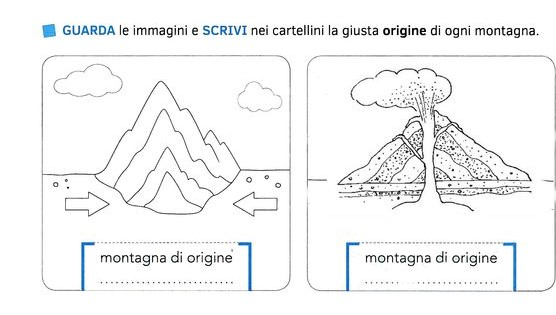 GUARDA le immagini e SCRIVI nei cartellini la giusta origine di ogni montagna.
montagna di origine
montagna di origine